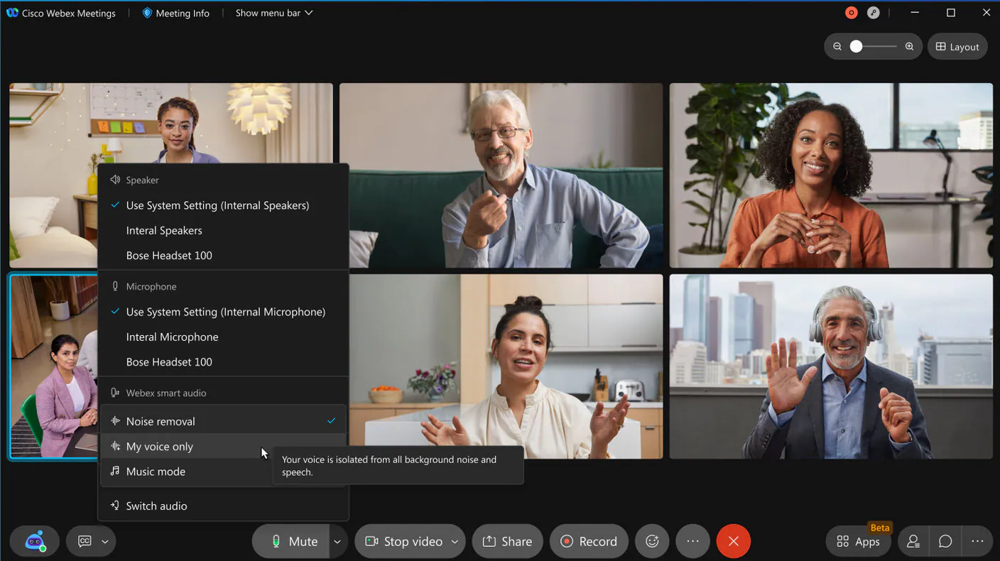 Cisco Webex Meetings
Meeting Info
Show menu bar
Layout
Speaker
Use System Setting (Internal Speakers)
Interal Speakers
Bose Headset 100
Microphone
Use System Setting (Internal Microphone)
Interal Microphone
Bose Headset 100
Webex smart audio
Noise removal
My voice only
Your voice is isolated from all background noise and
speech.
Music mode
Switch audio
CC
Mute
Stop video
Share
Record
Beta
Apps